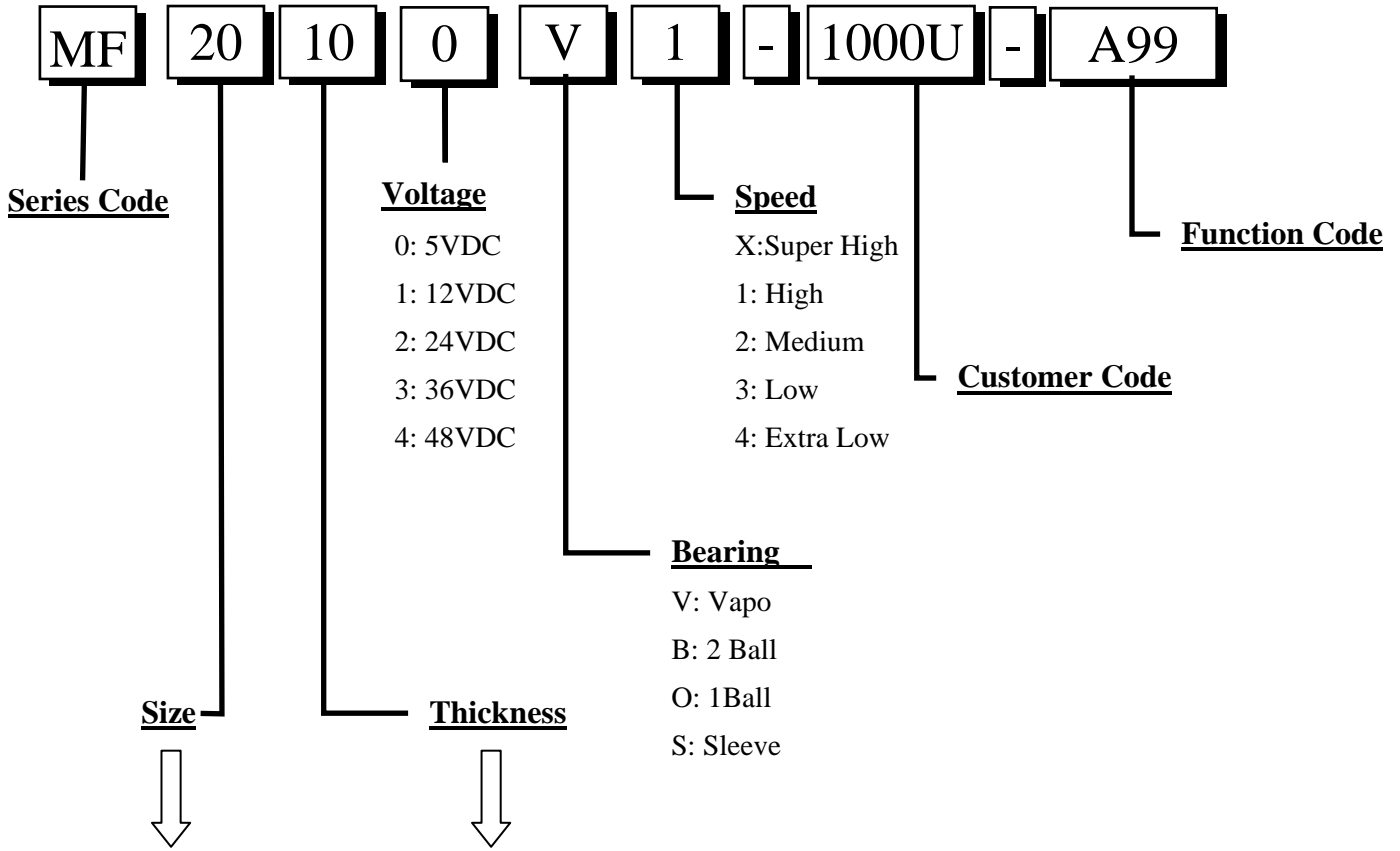 MF 20 10 0 V 1 - 1000U - A99
Series Code
Voltage
0: 5VDC
1: 12VDC
2: 24VDC
3: 36VDC
4: 48VDC
Speed
X:Super High
1: High
2: Medium
3: Low
4: Extra Low
Function Code
Customer Code
Bearing
V: Vapo
B: 2 Ball
O: 1Ball
S: Sleeve
Size
Thickness